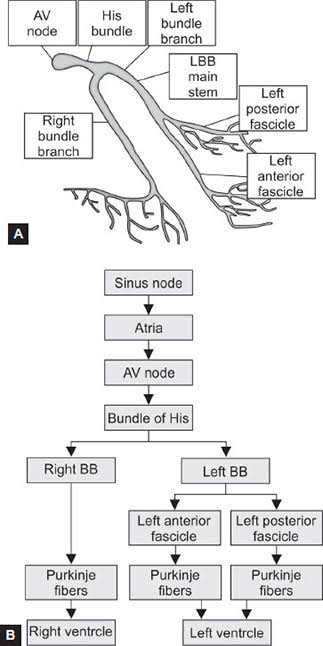 AV
node
His
bundle
Left
bundle
branch
LBB
main
stem
Left
posterior
fascicle
Right
bundle
branch
Left
anterior
fascicle
A
Sinus node
Atria
AV node
Bundle of His
Right BB
Left BB
Left anterior
fascicle
Left posterior
fascicle
Purkinje
fibers
Purkinje
fibers
Purkinje
fibers
B
Right ventrcle
Left ventrcle